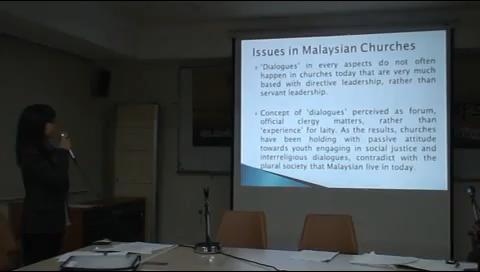 Issues in Malaysian Churches
'Dialogues' in every aspects do not often
happen in churches today that are very much
based with directive leadership, rather than
servant leadership.
Concept of 'dialogues' perceived as forum,
official clergy matters, rather than
'experience' for laity. As the results, churches
have been holding with passive attitude
towards youth engaging in social justice and
interreligious dialogues, contradict with the
plural society that Malaysian live in today.